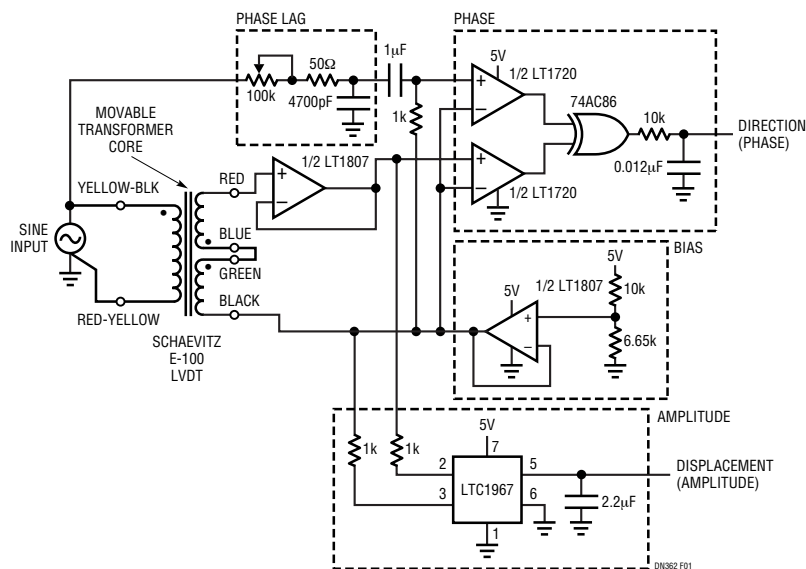 PHASE LAG
PHASE
1µF
50Ω
100k
4700pF
1k
5V
1/2 LT1720
+
–
74AC86
10k
DIRECTION
(PHASE)
0.012µF
+
–
1/2 LT1720
MOVABLE
TRANSFORMER
CORE
YELLOW-BLK
RED
1/2 LT1807
+
–
SINE
INPUT
BLUE
GREEN
BLACK
RED-YELLOW
SCHAEVITZ
E-100
LVDT
BIAS
5V
1/2 LT1807
10k
5V
+
–
6.65k
AMPLITUDE
5V
1k
1k
7
2
5
LTC1967
3
6
1
DISPLACEMENT
(AMPLITUDE)
2.2µF
DN362 F01